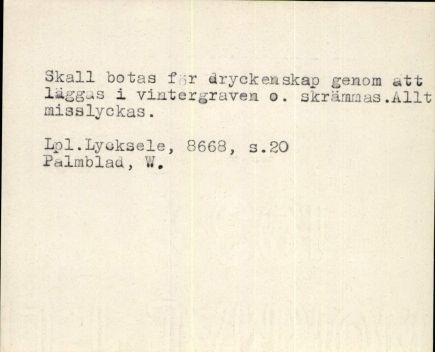 Skall botas för dryckenskap genom att
läggas i vintergraven o. skrämmas.Allt
misslyckas.
Lpl.Lycksele, 8668, s.20
Palmblad, W.